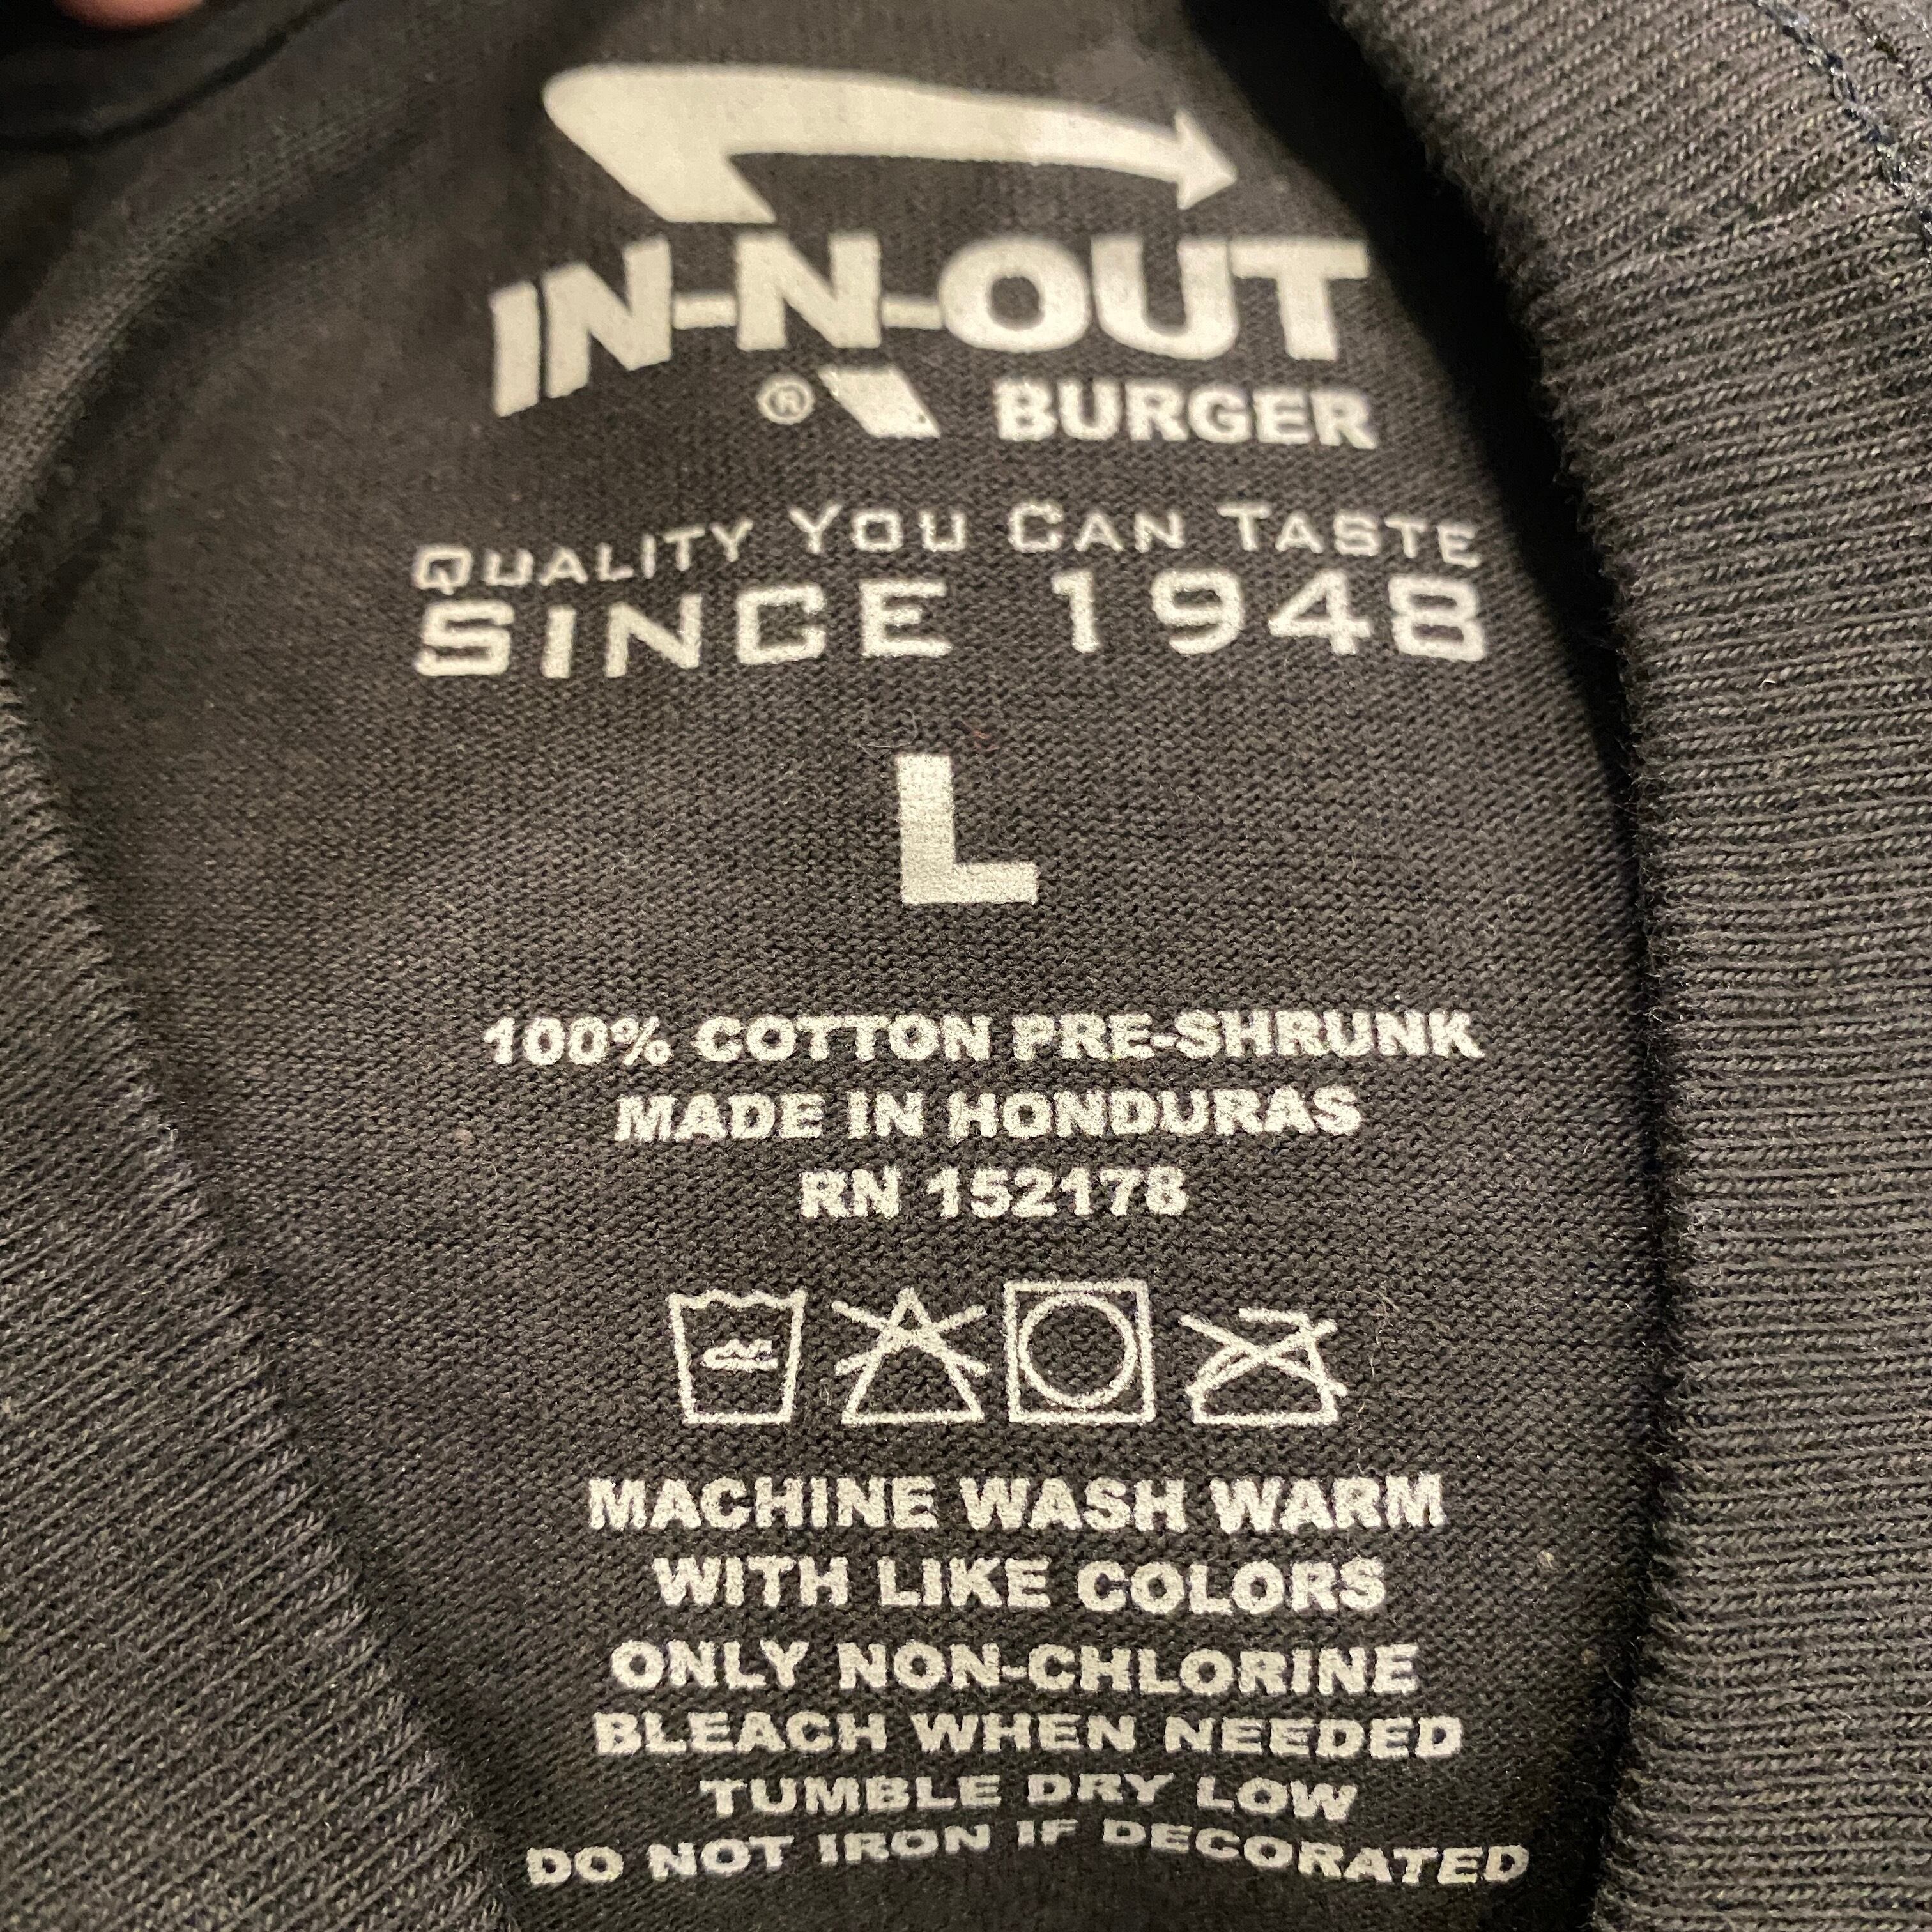 IN-N-OUT
® BURGER
QUALITY YOU CAN TASTE
SINCE 1948
L
100% COTTON PRE-SHRUNK
MADE IN HONDURAS
RN 152178
MACHINE WASH WARM
WITH LIKE COLORS
ONLY NON-CHLORINE
BLEACH WHEN NEEDED
TUMBLE DRY LOW
DO NOT IRON IF DECORATED